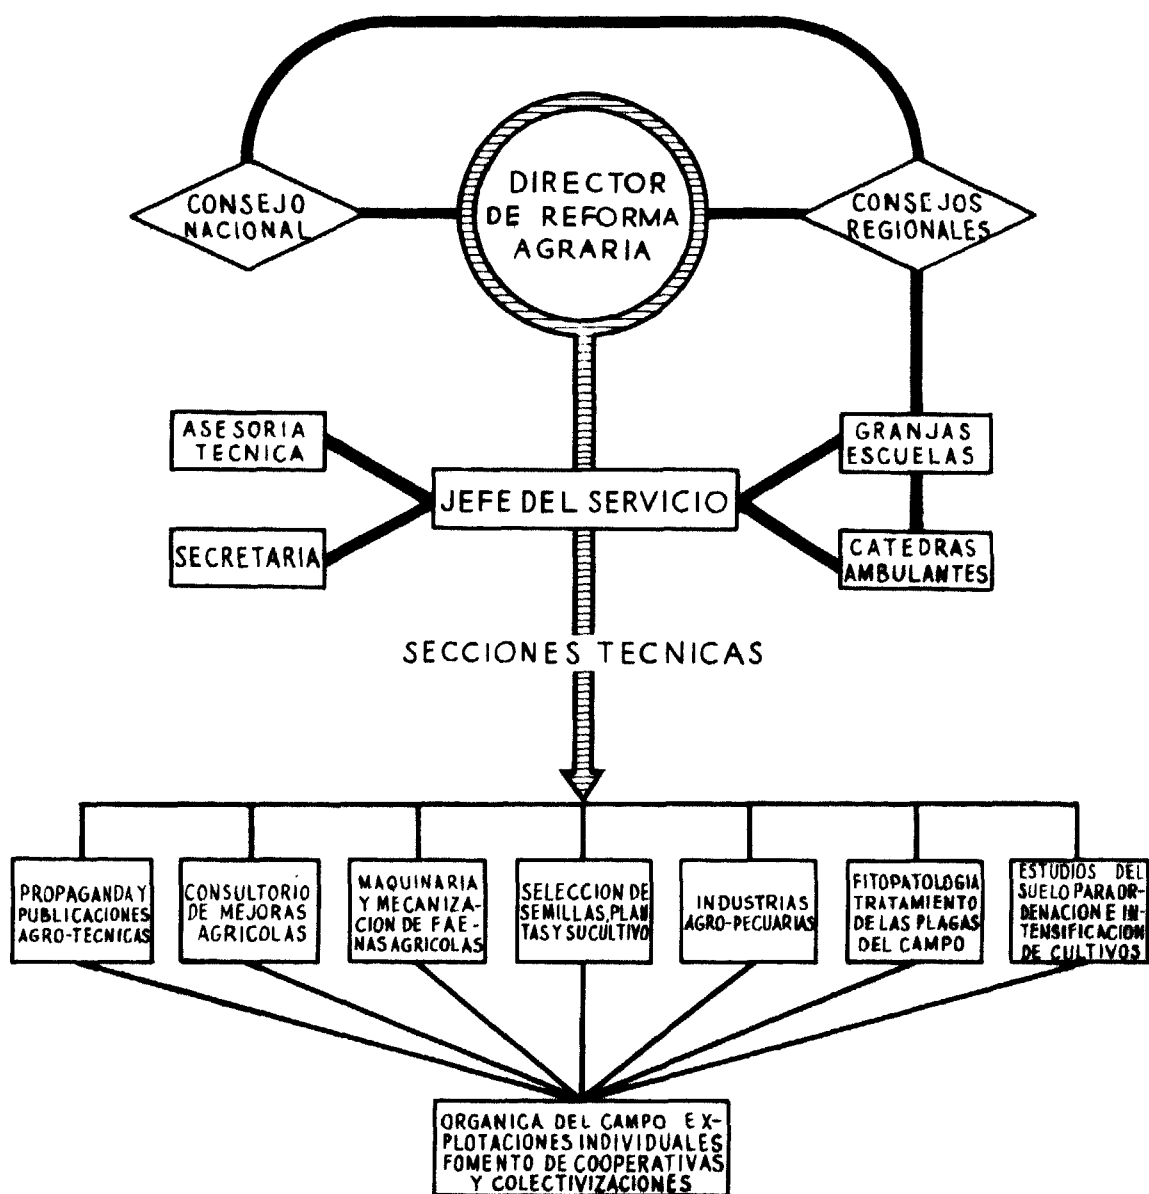 DIRECTOR
DE REFORMA
AGRARIA
CONSEJO
NACIONAL
CONSEJOS
REGIONALES
ASESORIA
TECNICA
GRANJAS
ESCUELAS
JEFE DEL SERVICIO
SECRETARIA
CATEDRAS
AMBULANTES
SECCIONES TECNICAS
PROPAGANDA Y
PUBLICACIONES
AGRO-TECNICAS
CONSULTORIO
DE MEJORAS
AGRICOLAS
MAQUINARIA
Y MECANIZA-
CION DE FAE-
NAS AGRICOLAS
SELECCION DE
SEMILLAS, PLAN
TAS Y SU CULTIVO
INDUSTRIAS
AGRO-PECUARIAS
FITOPATOLOGIA
TRATAMIENTO
DE LAS PLAGAS
DEL CAMPO
ESTUDIOS DEL
SUELO PARA OR-
DENACION E IN-
TENSIFICACION
DE CULTIVOS
ORGANICA DEL CAMPO EX-
PLOTACIONES INDIVIDUALES
FOMENTO DE COOPERATIVAS
Y COLECTIVIZACIONES